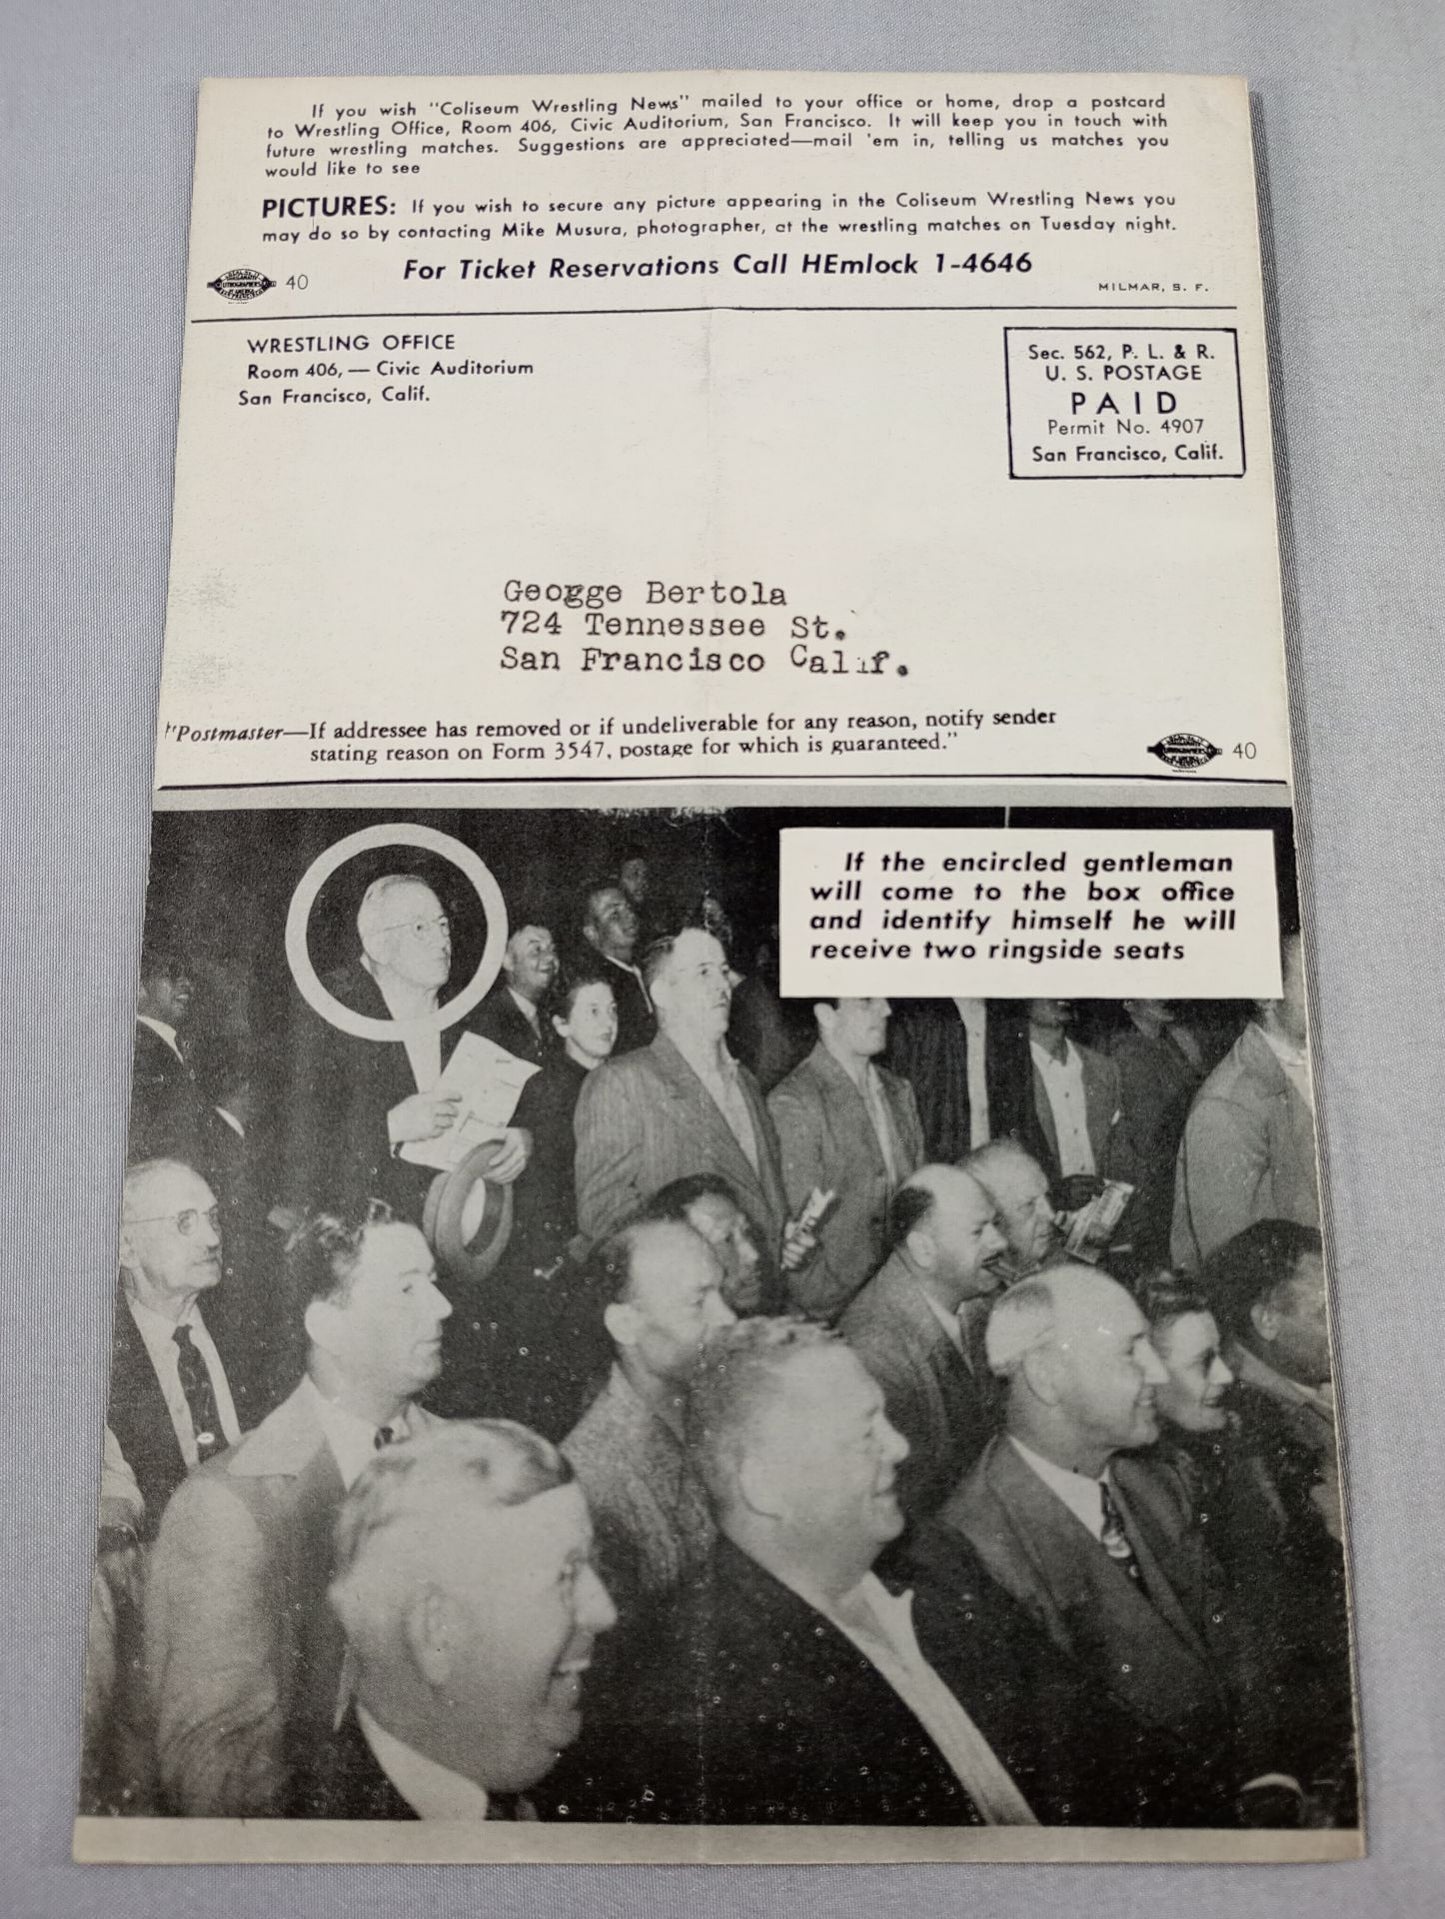 If you wish "Coliseum Wrestling News" mailed to your office or home, drop a postcard
to Wrestling Office, Room 406, Civic Auditorium, San Francisco. It will keep you in touch with
future wrestling matches. Suggestions are appreciated—mail 'em in, telling us matches you
would like to see
PICTURES: If you wish to secure any picture appearing in the Coliseum Wrestling News you
may do so by contacting Mike Musura, photographer, at the wrestling matches on Tuesday night.
For Ticket Reservations Call HEmlock 1-4646
40
MILMAR, S. F.
WRESTLING OFFICE
Room 406, — Civic Auditorium
San Francisco, Calif.
Sec. 562, P. L. & R.
U. S. POSTAGE
PAID
Permit No. 4907
San Francisco, Calif.
Geogge Bertola
724 Tennessee St.
San Francisco Calif.
"Postmaster—If addressee has removed or if undeliverable for any reason, notify sender
stating reason on Form 3547, postage for which is guaranteed."
40
If the encircled gentleman
will come to the box office
and identify himself he will
receive two ringside seats